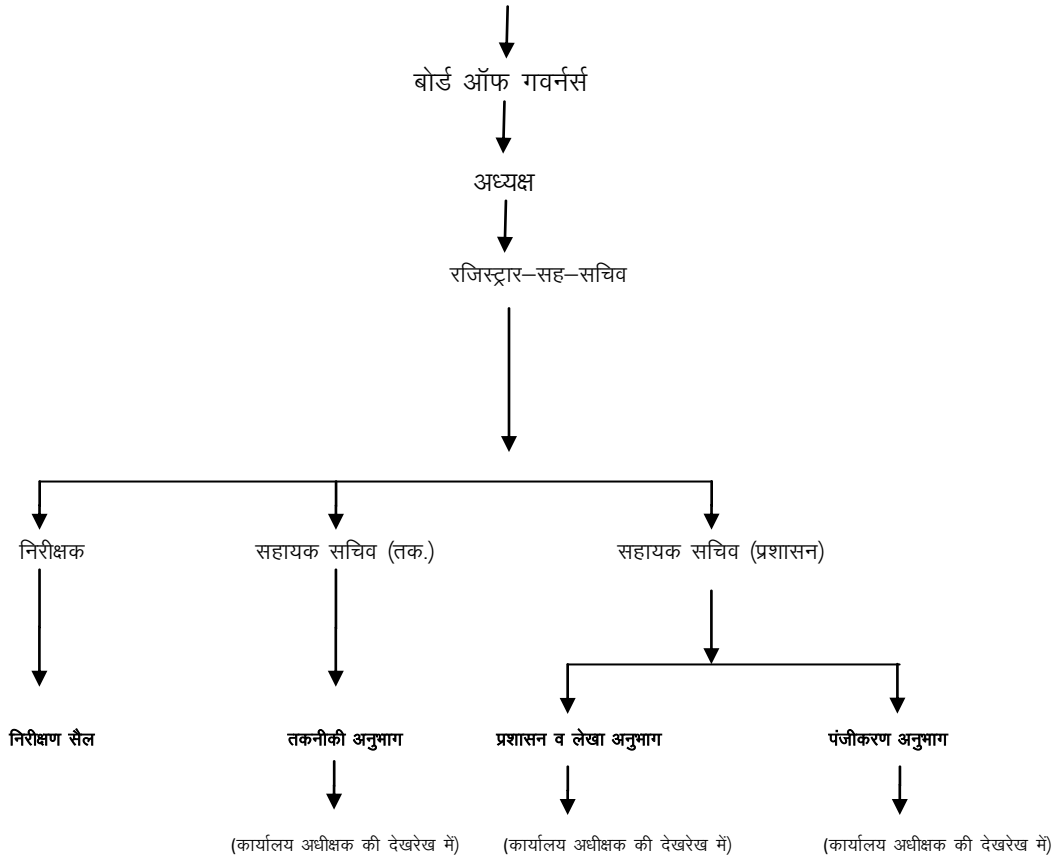 बोर्ड ऑफ गवर्नर्स
अध्यक्ष
रजिस्ट्रार–सह–सचिव
निरीक्षक सहायक सचिव (तक.) सहायक सचिव (प्रशासन)
निरीक्षण सैल तकनीकी अनुभाग प्रशासन व लेखा अनुभाग पंजीकरण अनुभाग
(कार्यालय अधीक्षक की देखरेख में) (कार्यालय अधीक्षक की देखरेख में) (कार्यालय अधीक्षक की देखरेख में)